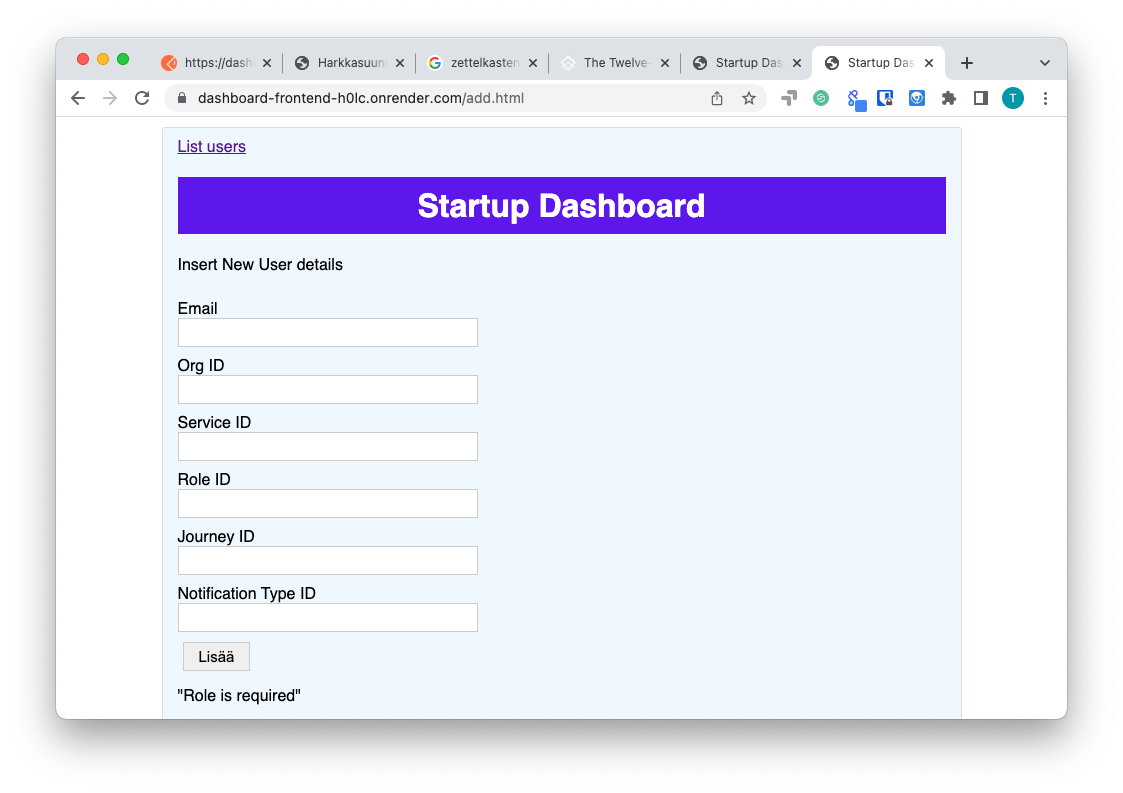 https://dash
Harkkasuun
zettelkasten
The Twelve-
Startup Das
Startup Das
dashboard-frontend-h0lc.onrender.com/add.html
T
List users
Startup Dashboard
Insert New User details
Email
Org ID
Service ID
Role ID
Journey ID
Notification Type ID
Lisää
"Role is required"